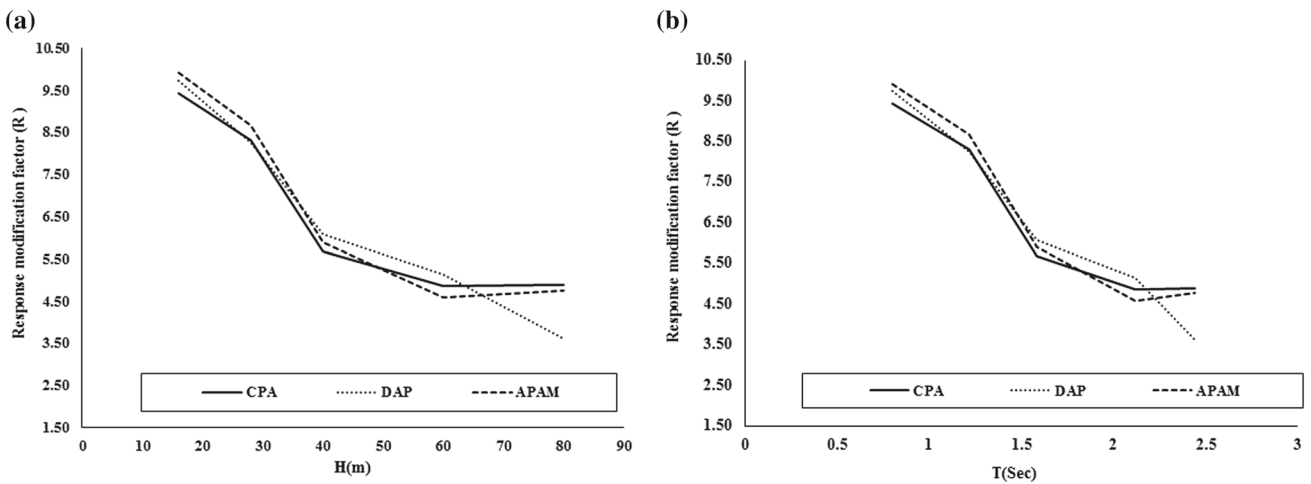 (a)
Response modification factor (R )
10.50
9.50
8.50
7.50
6.50
5.50
4.50
3.50
2.50
1.50
CPA DAP APAM
0 10 20 30 40 50 60 70 80 90
H(m)
(b)
Response modification factor (R )
10.50
9.50
8.50
7.50
6.50
5.50
4.50
3.50
2.50
1.50
CPA DAP APAM
0 0.5 1 1.5 2 2.5 3
T(Sec)